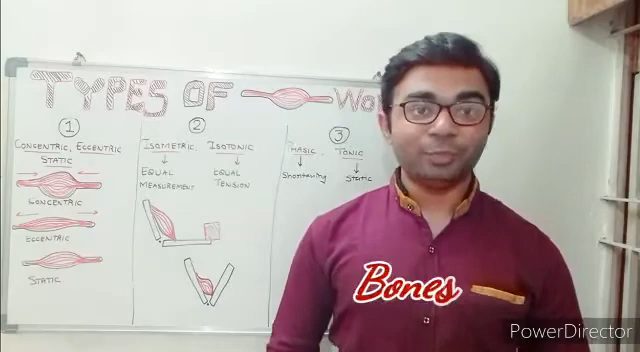 TYPES OF WO
1
CONCENTRIC, ECCENTRIC
STATIC
CONCENTRIC
ECCENTRIC
STATIC
2
ISOMETRIC. ISOTONIC
EQUAL
MEASUREMENT
EQUAL
TENSION
3
HASIC. TONIC
Shortening
STATIC
Bones
PowerDirector